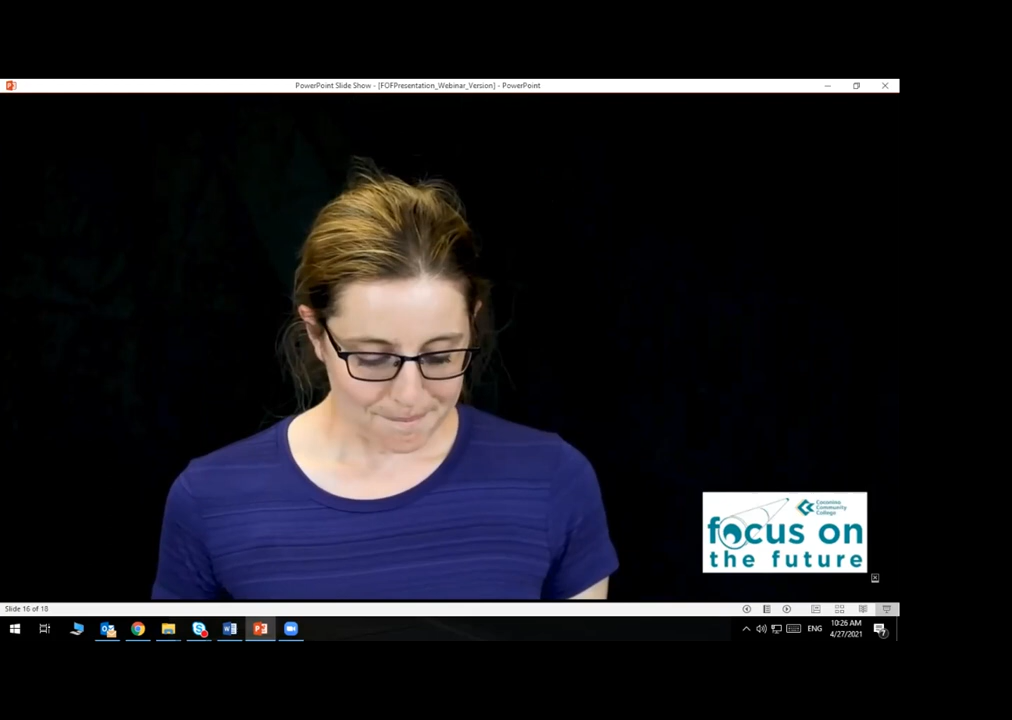 PowerPoint Slide Show - [FOFPresentation_Webinar_Version] - PowerPoint
Coconino
Community
College
focus on
the future
Slide 16 of 18
ENG
10:26 AM
4/27/2021
7